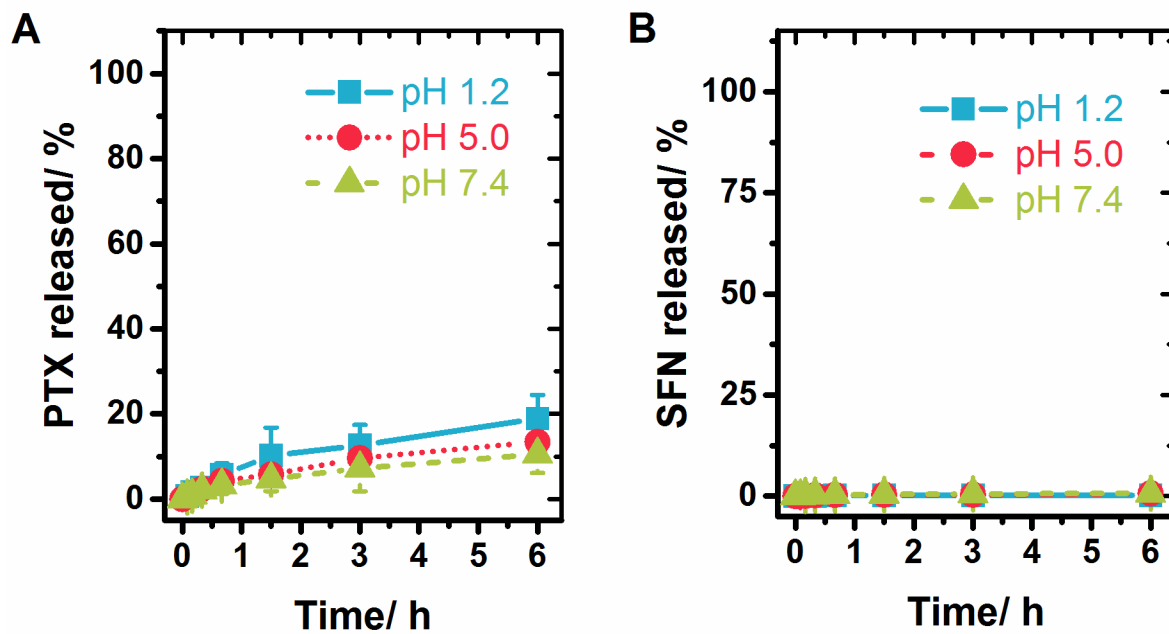 A
PTX released/ %
100
80
60
40
20
0
pH 1.2
pH 5.0
pH 7.4
0 1 2 3 4 5 6
Time/ h
B
SFN released/ %
100
75
50
25
0
pH 1.2
pH 5.0
pH 7.4
0 1 2 3 4 5 6
Time/ h